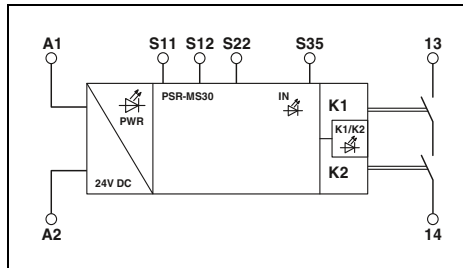 A1 S11 S12 S22 S35 13
PSR-MS30 IN K1
PWR K1/K2
24V DC K2
A2 14